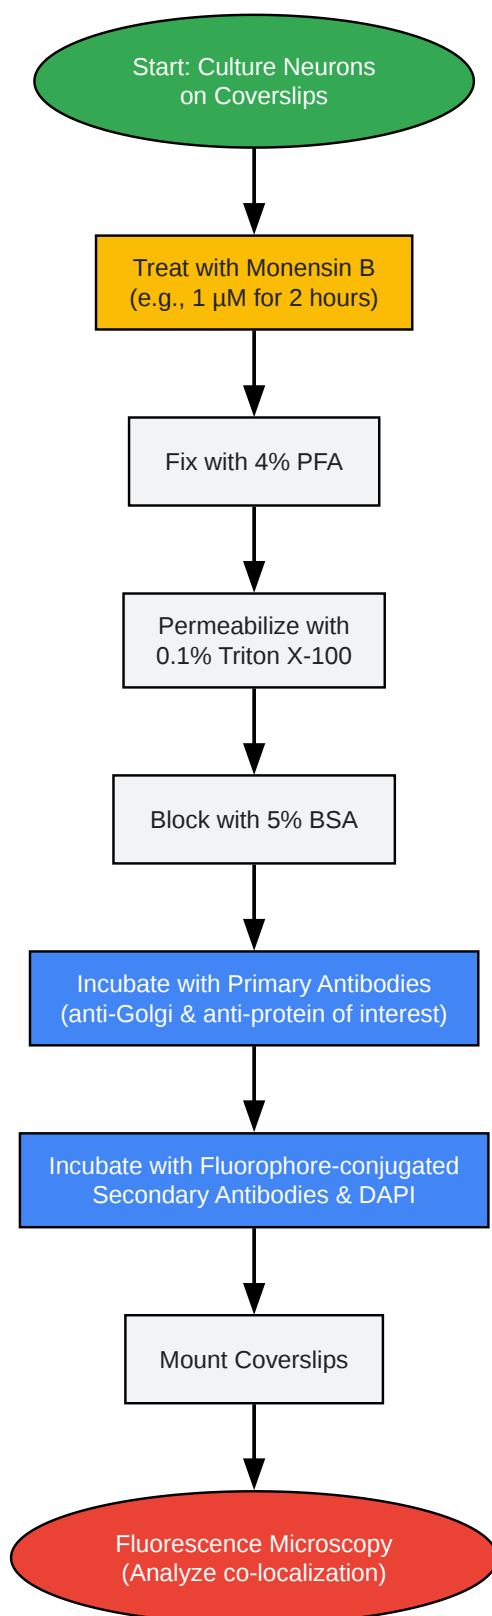 Start: Culture Neurons
on Coverslips
Treat with Monensin B
(e.g., 1 µM for 2 hours)
Fix with 4% PFA
Permeabilize with
0.1% Triton X-100
Block with 5% BSA
Incubate with Primary Antibodies
(anti-Golgi & anti-protein of interest)
Incubate with Fluorophore-conjugated
Secondary Antibodies & DAPI
Mount Coverslips
Fluorescence Microscopy
(Analyze co-localization)